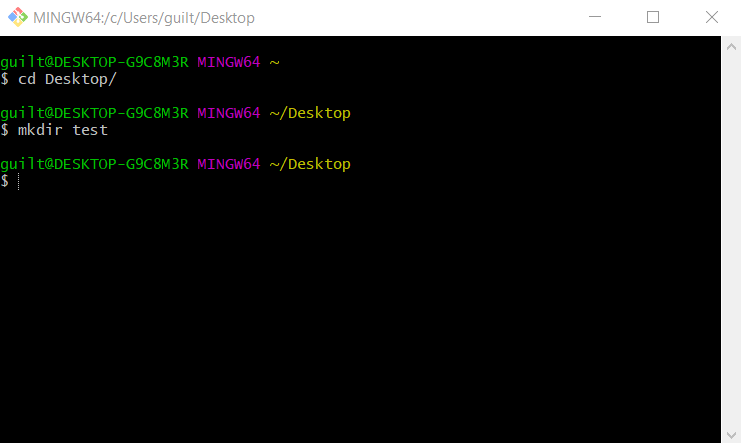 MINGW64:/c/Users/guilt/Desktop
guilt@DESKTOP-G9C8M3R MINGW64 ~
$ cd Desktop/
guilt@DESKTOP-G9C8M3R MINGW64 ~/Desktop
$ mkdir test
guilt@DESKTOP-G9C8M3R MINGW64 ~/Desktop
$